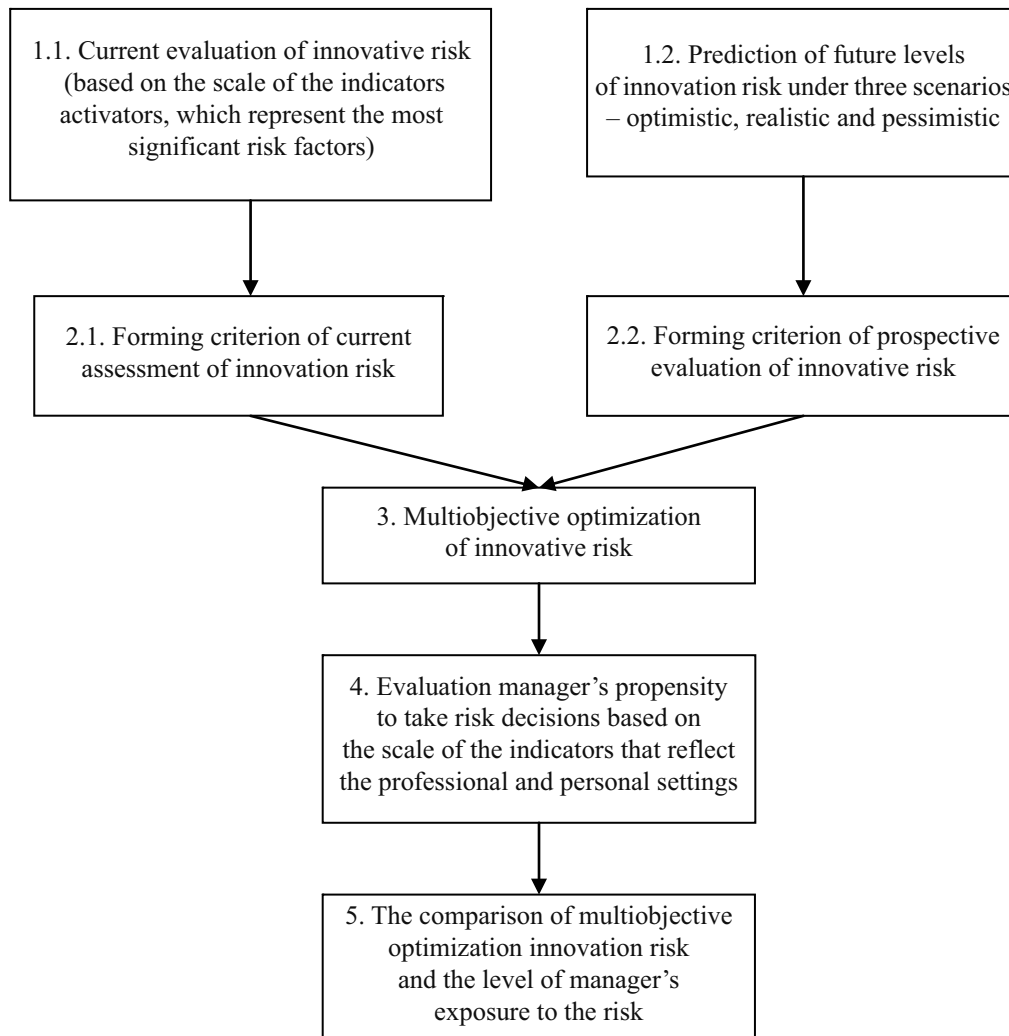 1.1. Current evaluation of innovative risk
(based on the scale of the indicators
activators, which represent the most
significant risk factors)
1.2. Prediction of future levels
of innovation risk under three scenarios
– optimistic, realistic and pessimistic
2.1. Forming criterion of current
assessment of innovation risk
2.2. Forming criterion of prospective
evaluation of innovative risk
3. Multiobjective optimization
of innovative risk
4. Evaluation manager’s propensity
to take risk decisions based on
the scale of the indicators that reflect
the professional and personal settings
5. The comparison of multiobjective
optimization innovation risk
and the level of manager’s
exposure to the risk